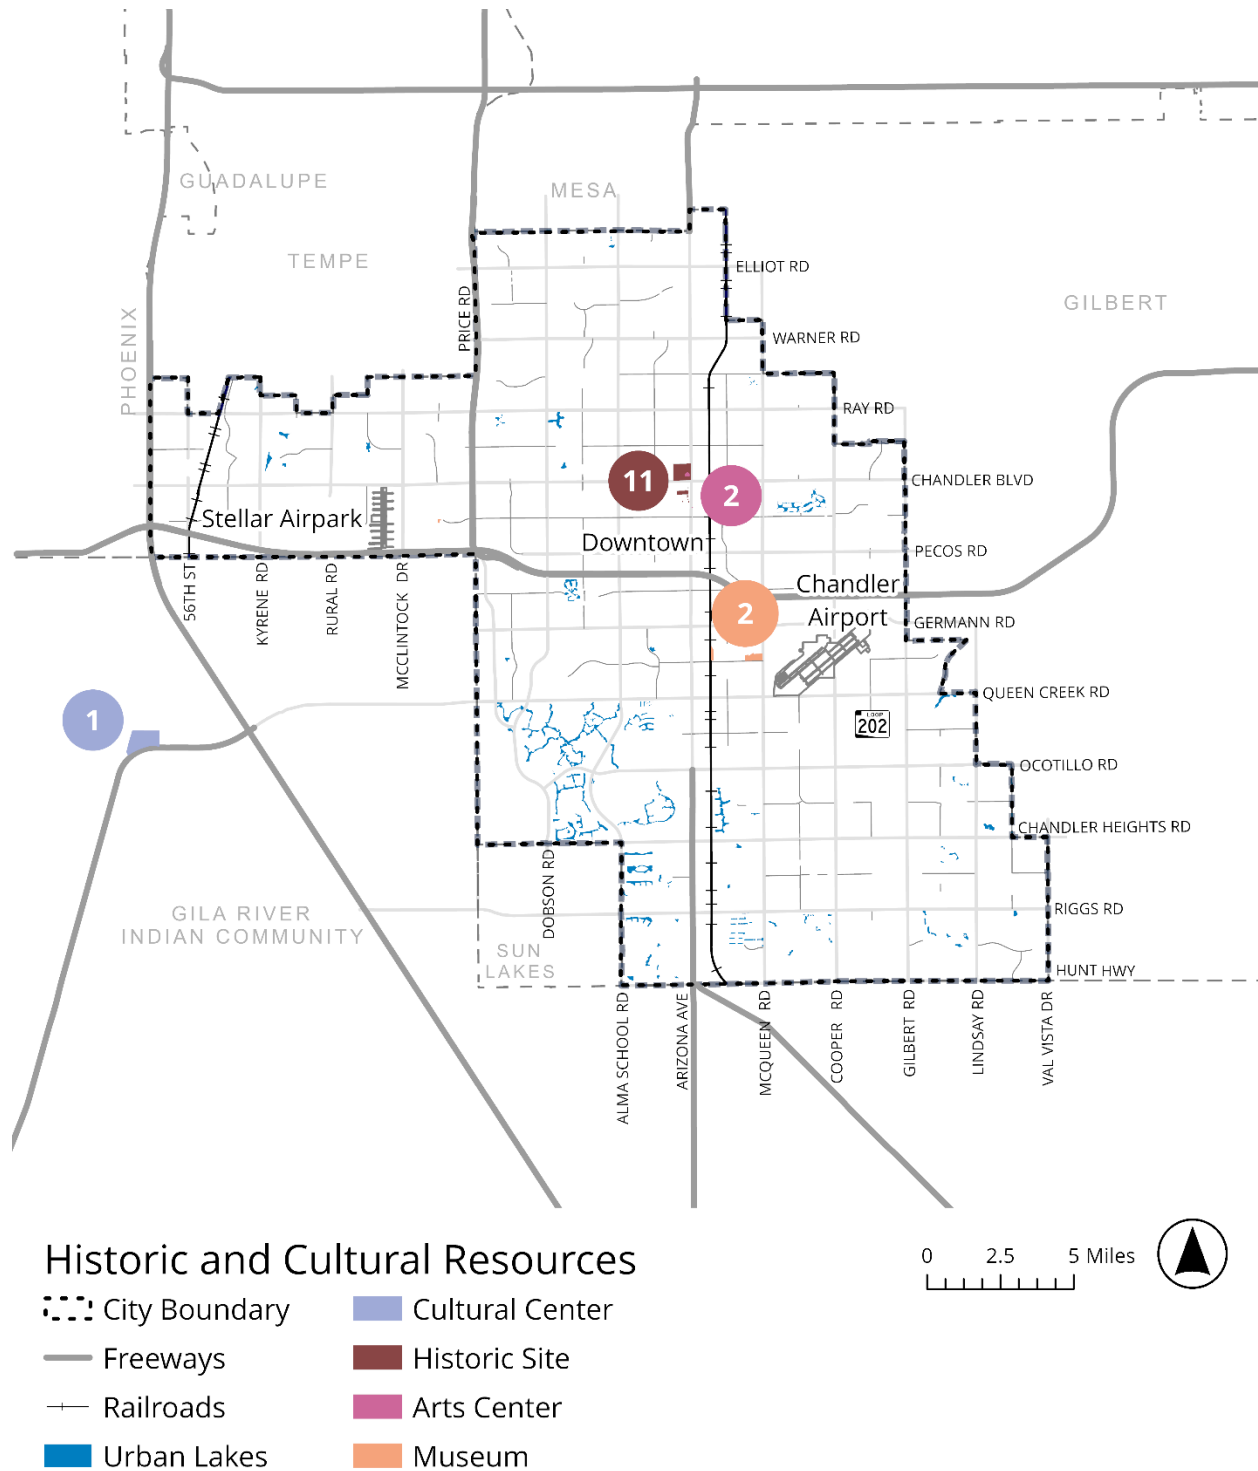 GUADALUPE
MESA
TEMPE
ELLIOT RD
GILBERT
PRICE RD
PHOENIX
WARNER RD
RAY RD
11
2
CHANDLER BLVD
Stellar Airpark
Downtown
PECOS RD
56TH ST
KYRENE RD
RURAL RD
MCCLINTOCK DR
Chandler
Airport
2
GERMANN RD
QUEEN CREEK RD
1
LOOP
202
OCOTILLO RD
CHANDLER HEIGHTS RD
DOBSON RD
GILA RIVER
INDIAN COMMUNITY
RIGGS RD
SUN
LAKES
HUNT HWY
ALMA SCHOOL RD
ARIZONA AVE
MCQUEEN RD
COOPER RD
GILBERT RD
LINDSAY RD
VAL VISTA DR
Historic and Cultural Resources
0 2.5 5 Miles
City Boundary
Cultural Center
Freeways
Historic Site
Railroads
Arts Center
Urban Lakes
Museum